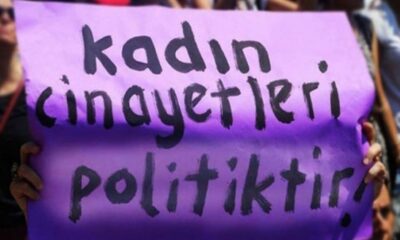 kadın
cinayetleri
politiktir!